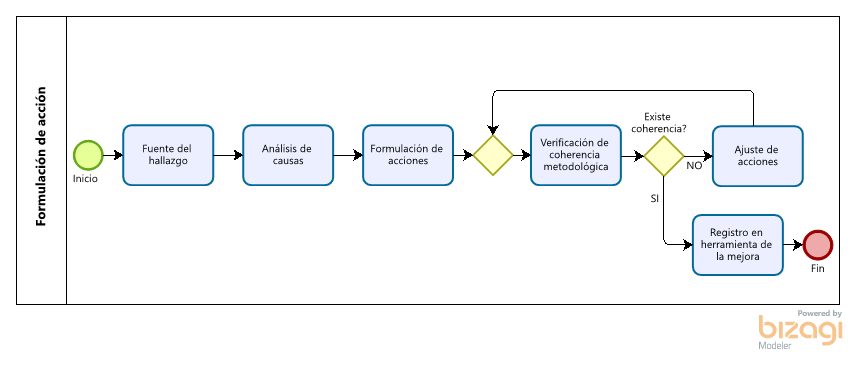 Formulación de acción
Inicio
Fuente del
hallazgo
Análisis de
causas
Formulación de
acciones
Verificación de
coherencia
metodológica
Existe
coherencia?
NO
Ajuste de
acciones
SI
Registro en
herramienta de
la mejora
Fin
Powered by
bizagi
Modeler